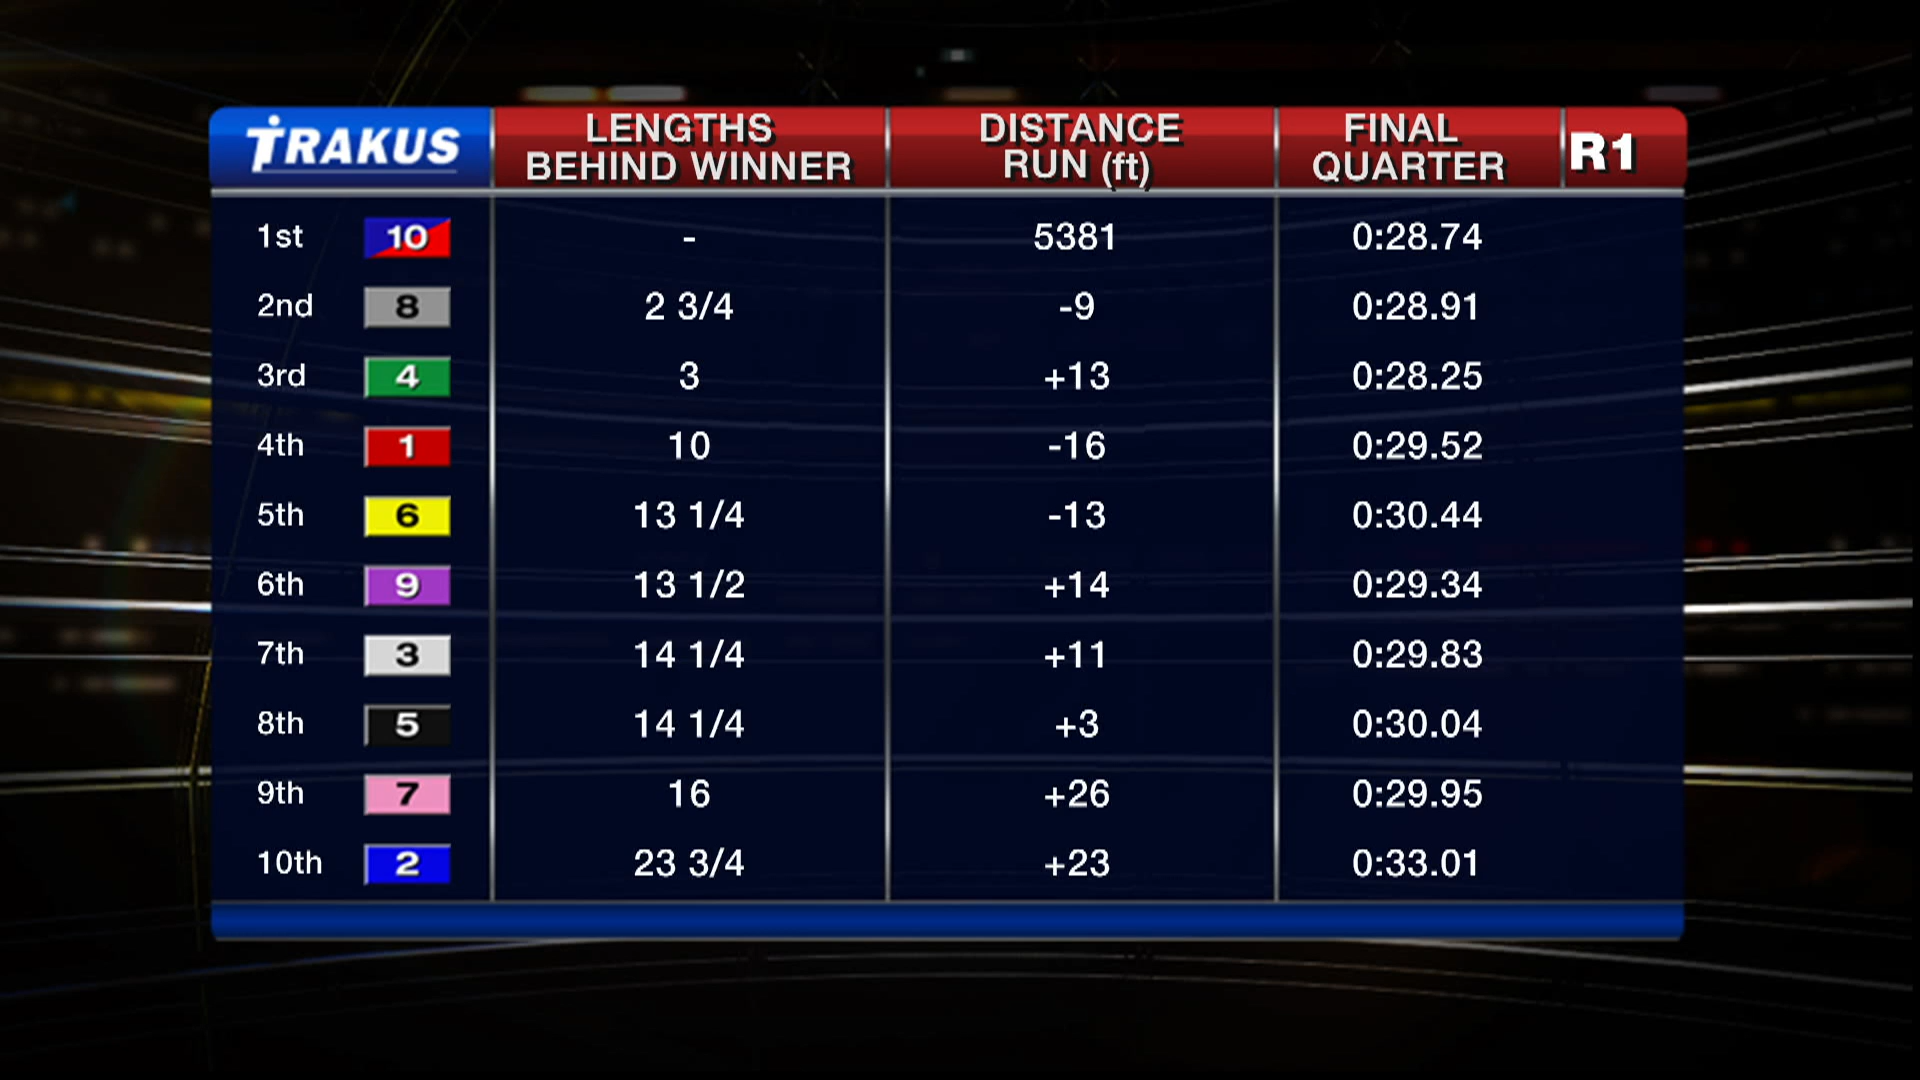 TRAKUS LENGTHS BEHIND WINNER DISTANCE RUN (ft) FINAL QUARTER R1
1st 10 - 5381 0:28.74
2nd 8 2 3/4 -9 0:28.91
3rd 4 3 +13 0:28.25
4th 1 10 -16 0:29.52
5th 6 13 1/4 -13 0:30.44
6th 9 13 1/2 +14 0:29.34
7th 3 14 1/4 +11 0:29.83
8th 5 14 1/4 +3 0:30.04
9th 7 16 +26 0:29.95
10th 2 23 3/4 +23 0:33.01